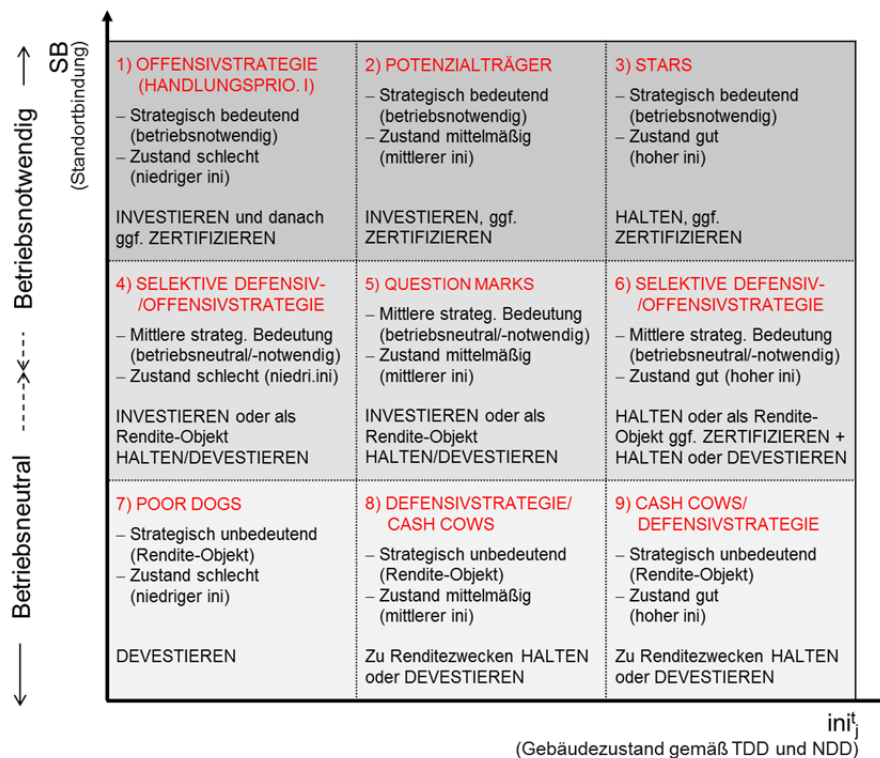 SB
(Standortbindung)
Betriebsnotwendig
Betriebsneutral
1) OFFENSIVSTRATEGIE
(HANDLUNGSPRIO. I)
– Strategisch bedeutend
(betriebsnotwendig)
– Zustand schlecht
(niedriger ini)
INVESTIEREN und danach
ggf. ZERTIFIZIEREN
2) POTENZIALTRÄGER
– Strategisch bedeutend
(betriebsnotwendig)
– Zustand mittelmäßig
(mittlerer ini)
INVESTIEREN, ggf.
ZERTIFIZIEREN
3) STARS
– Strategisch bedeutend
(betriebsnotwendig)
– Zustand gut
(hoher ini)
HALTEN, ggf.
ZERTIFIZIEREN
4) SELEKTIVE DEFENSIV-
/OFFENSIVSTRATEGIE
– Mittlere strateg. Bedeutung
(betriebsneutral/-notwendig)
– Zustand schlecht (niedri.ini)
INVESTIEREN oder als
Rendite-Objekt
HALTEN/DEVESTIEREN
5) QUESTION MARKS
– Mittlere strateg. Bedeutung
(betriebsneutral/-notwendig)
– Zustand mittelmäßig
(mittlerer ini)
INVESTIEREN oder als
Rendite-Objekt
HALTEN/DEVESTIEREN
6) SELEKTIVE DEFENSIV-
/OFFENSIVSTRATEGIE
– Mittlere strateg. Bedeutung
(betriebsneutral/-notwendig)
– Zustand gut (hoher ini)
HALTEN oder als Rendite-
Objekt ggf. ZERTIFIZIEREN +
HALTEN oder DEVESTIEREN
7) POOR DOGS
– Strategisch unbedeutend
(Rendite-Objekt)
– Zustand schlecht
(niedriger ini)
DEVESTIEREN
8) DEFENSIVSTRATEGIE/
CASH COWS
– Strategisch unbedeutend
(Rendite-Objekt)
– Zustand mittelmäßig
(mittlerer ini)
Zu Renditezwecken HALTEN
oder DEVESTIEREN
9) CASH COWS/
DEFENSIVSTRATEGIE
– Strategisch unbedeutend
(Rendite-Objekt)
– Zustand gut
(hoher ini)
Zu Renditezwecken HALTEN
oder DEVESTIEREN
iniᵗⱼ
(Gebäudezustand gemäß TDD und NDD)